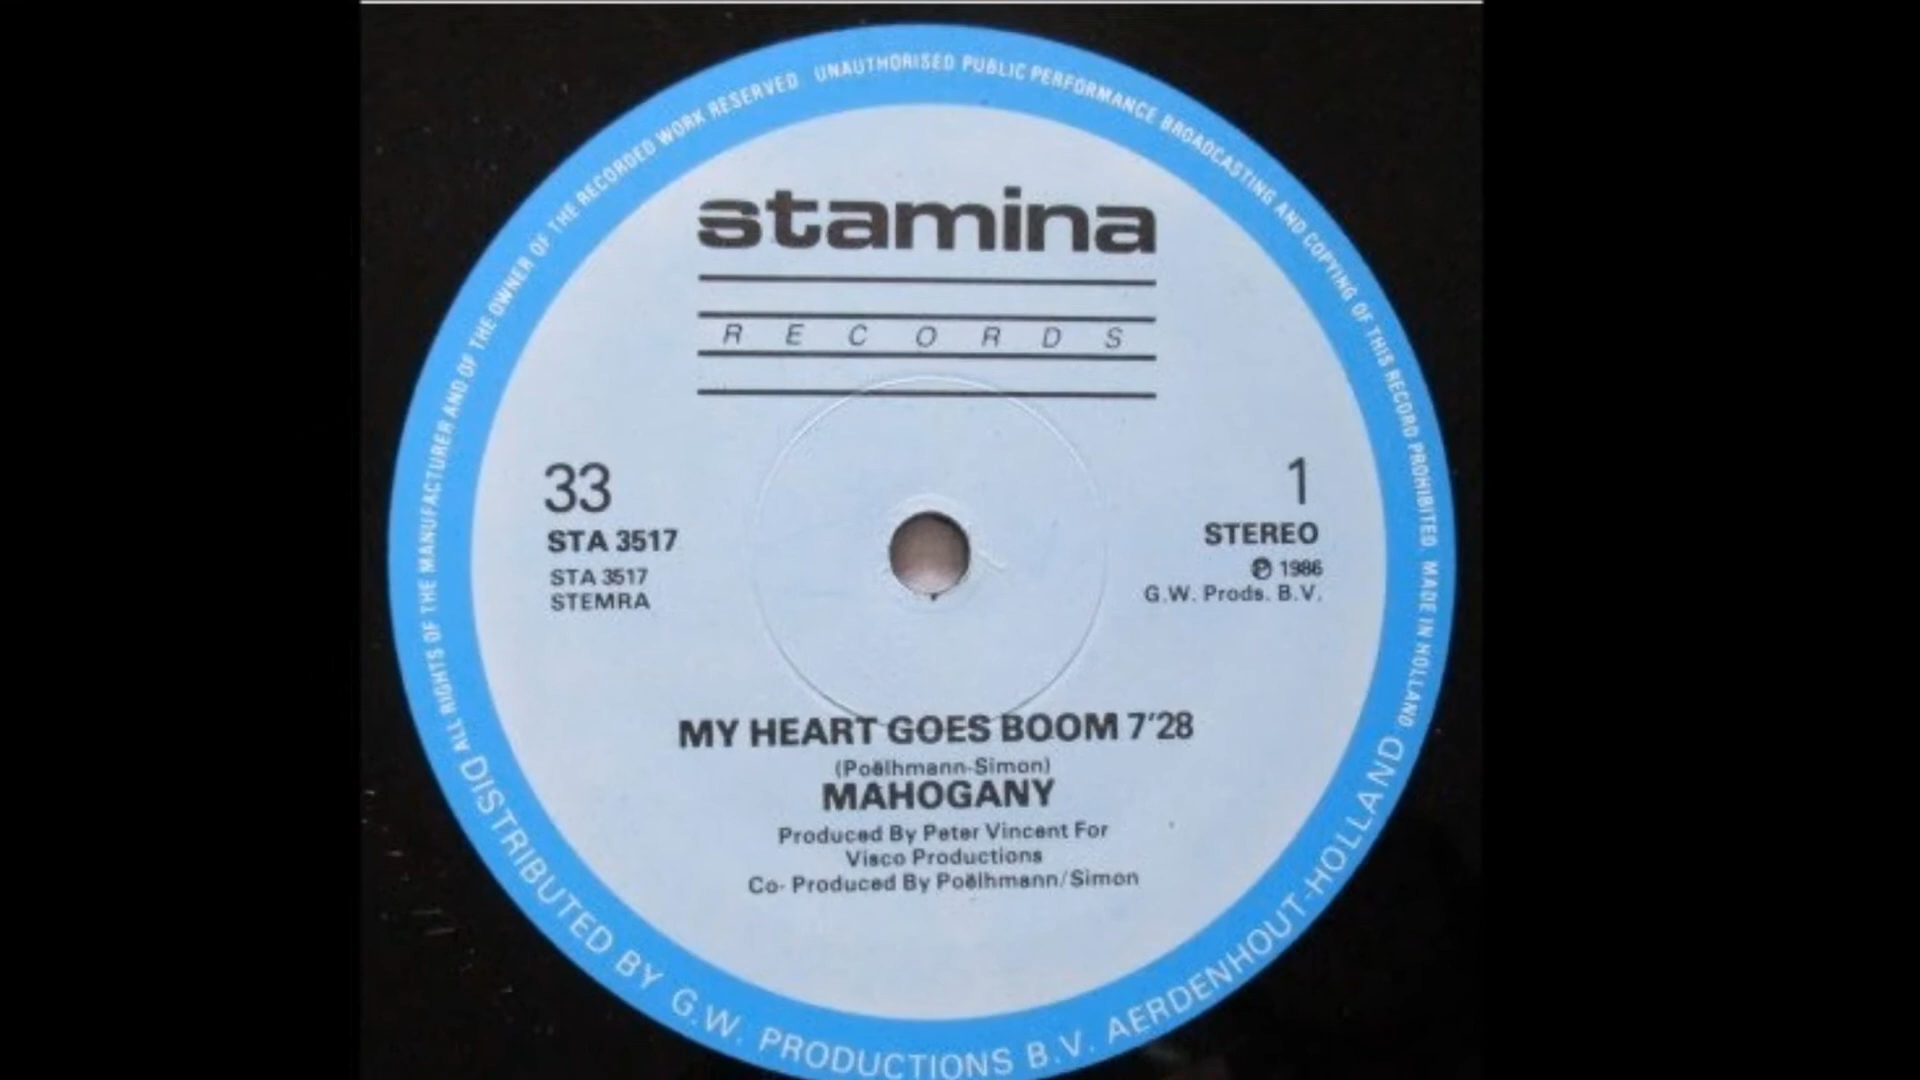 ALL RIGHTS OF THE MANUFACTURER AND OF THE OWNER OF THE RECORDED WORK RESERVED. UNAUTHORISED PUBLIC PERFORMANCE BROADCASTING AND COPYING OF THIS RECORD PROHIBITED. MADE IN HOLLAND
stamina
RECORDS
33
STA 3517
STA 3517
STEMRA
1
STEREO
℗ 1986
G.W. Prods. B.V.
MY HEART GOES BOOM 7'28
(Poëlhmann-Simon)
MAHOGANY
Produced By Peter Vincent For
Visco Productions
Co- Produced By Poëlhmann/Simon
DISTRIBUTED BY G.W. PRODUCTIONS B.V. AERDENHOUT-HOLLAND